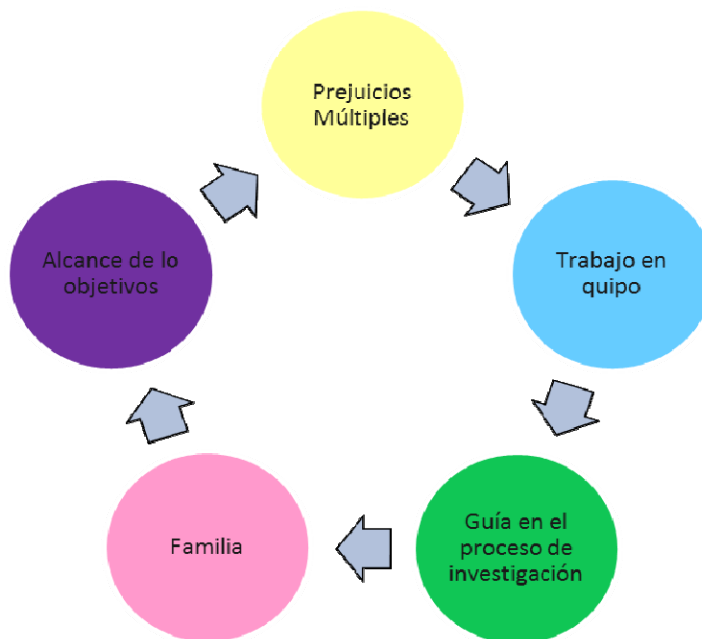 Prejuicios
Múltiples
Trabajo en
quipo
Guía en el
proceso de
investigación
Familia
Alcance de lo
objetivos